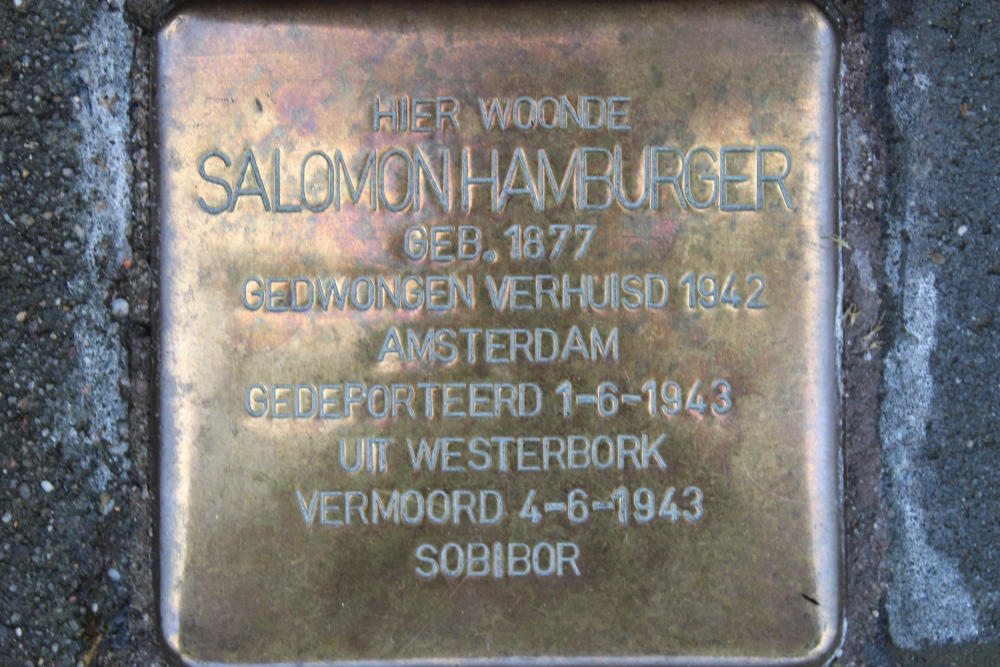 HIER WOONDE
SALOMON HAMBURGER
GEB. 1877
GEDWONGEN VERHUISD 1942
AMSTERDAM
GEDEPORTEERD 1-6-1943
UIT WESTERBORK
VERMOORD 4-6-1943
SOBIBOR